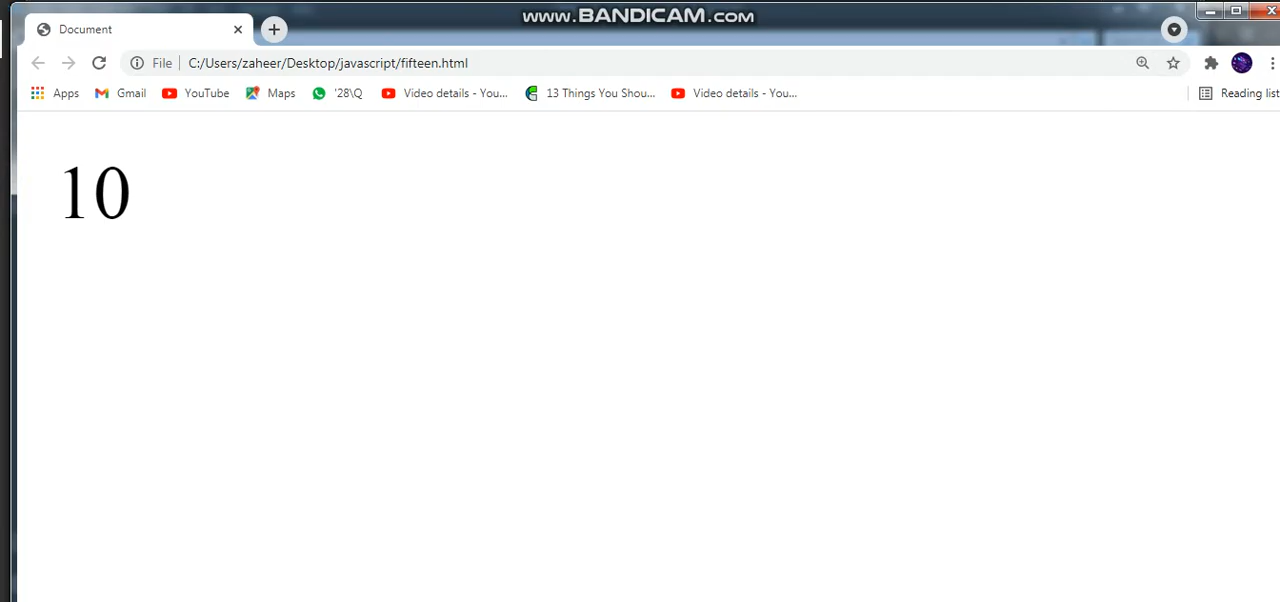 www.BANDICAM.com
Document
File
C:/Users/zaheer/Desktop/javascript/fifteen.html
Apps
Gmail
YouTube
Maps
'28\Q
Video details - You...
13 Things You Shou...
Video details - You...
Reading list
10